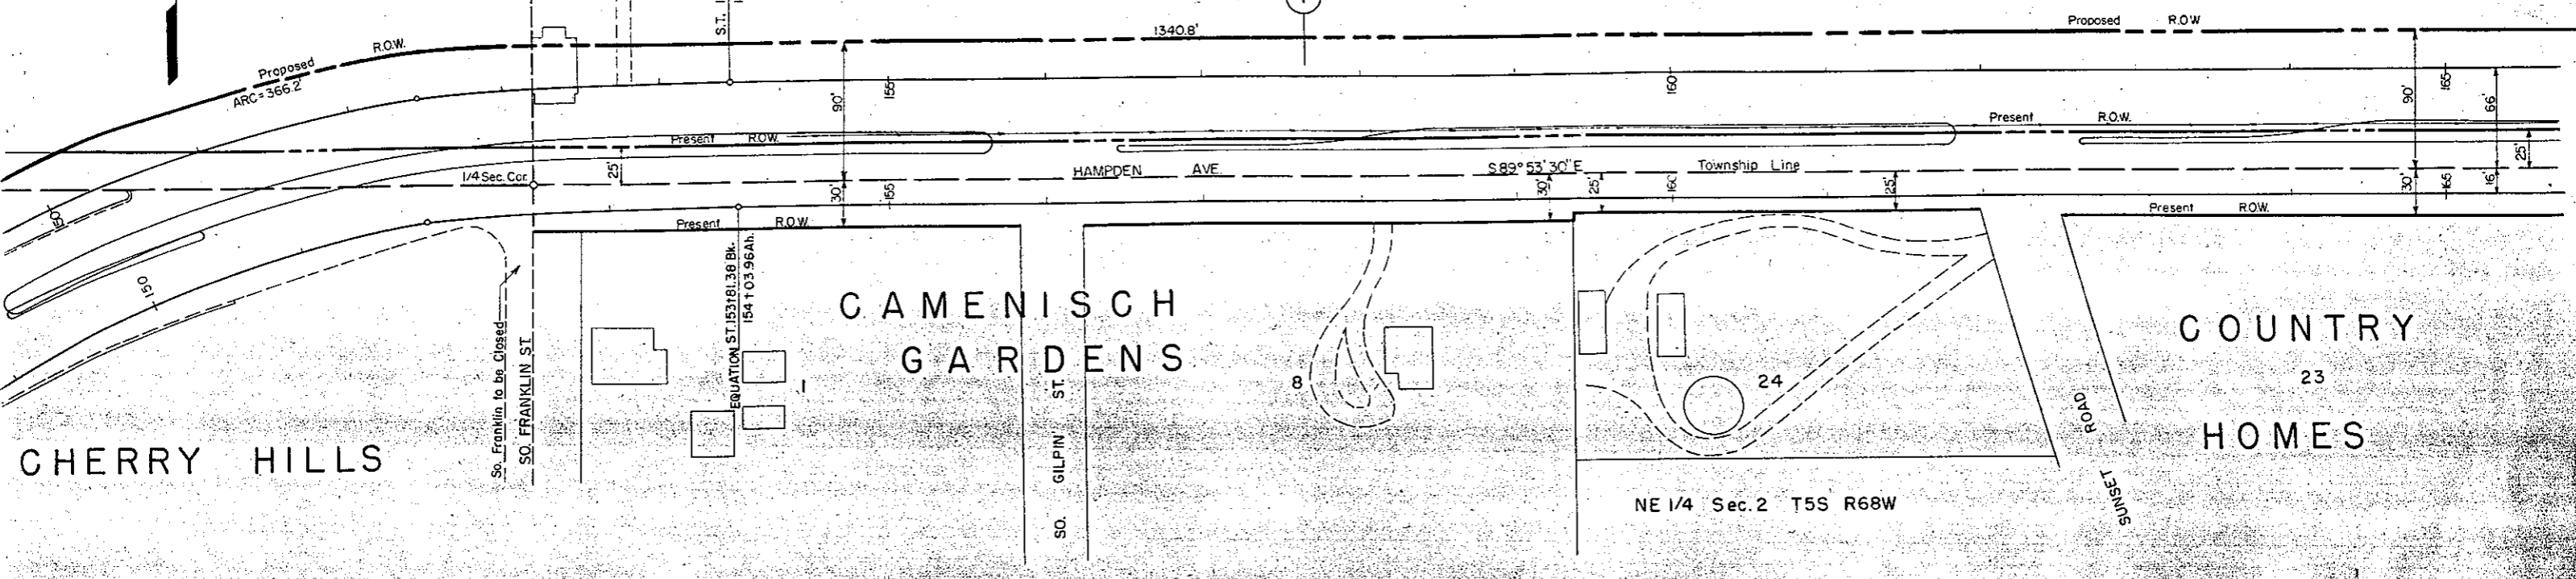 S.T.
1340.8'
Proposed R.O.W
Proposed R.O.W.
ARC = 366.2'
155
160
165
90'
90'
66'
Present R.O.W.
Present R.O.W.
25'
25'
1/4 Sec. Cor.
HAMPDEN AVE.
S 89° 53' 30" E
Township Line
30'
155
30'
25'
160
25'
30'
165
16'
Present R.O.W.
Present R.O.W.
150
150
EQUATION ST. 153+81.38 Bk.
154+03.96Ah.
So. Franklin to be Closed
SO. FRANKLIN ST.
CAMENISCH
GARDENS
1
SO. GILPIN ST.
8
24
COUNTRY
23
HOMES
SUNSET ROAD
CHERRY HILLS
NE 1/4 Sec. 2 T5S R68W